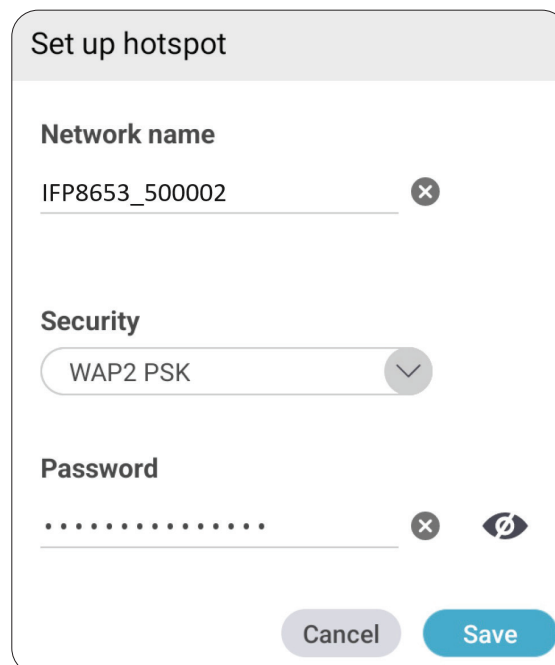 Set up hotspot
Network name
IFP8653_500002
Security
WAP2 PSK
Password
•••••••••••••••
Cancel Save